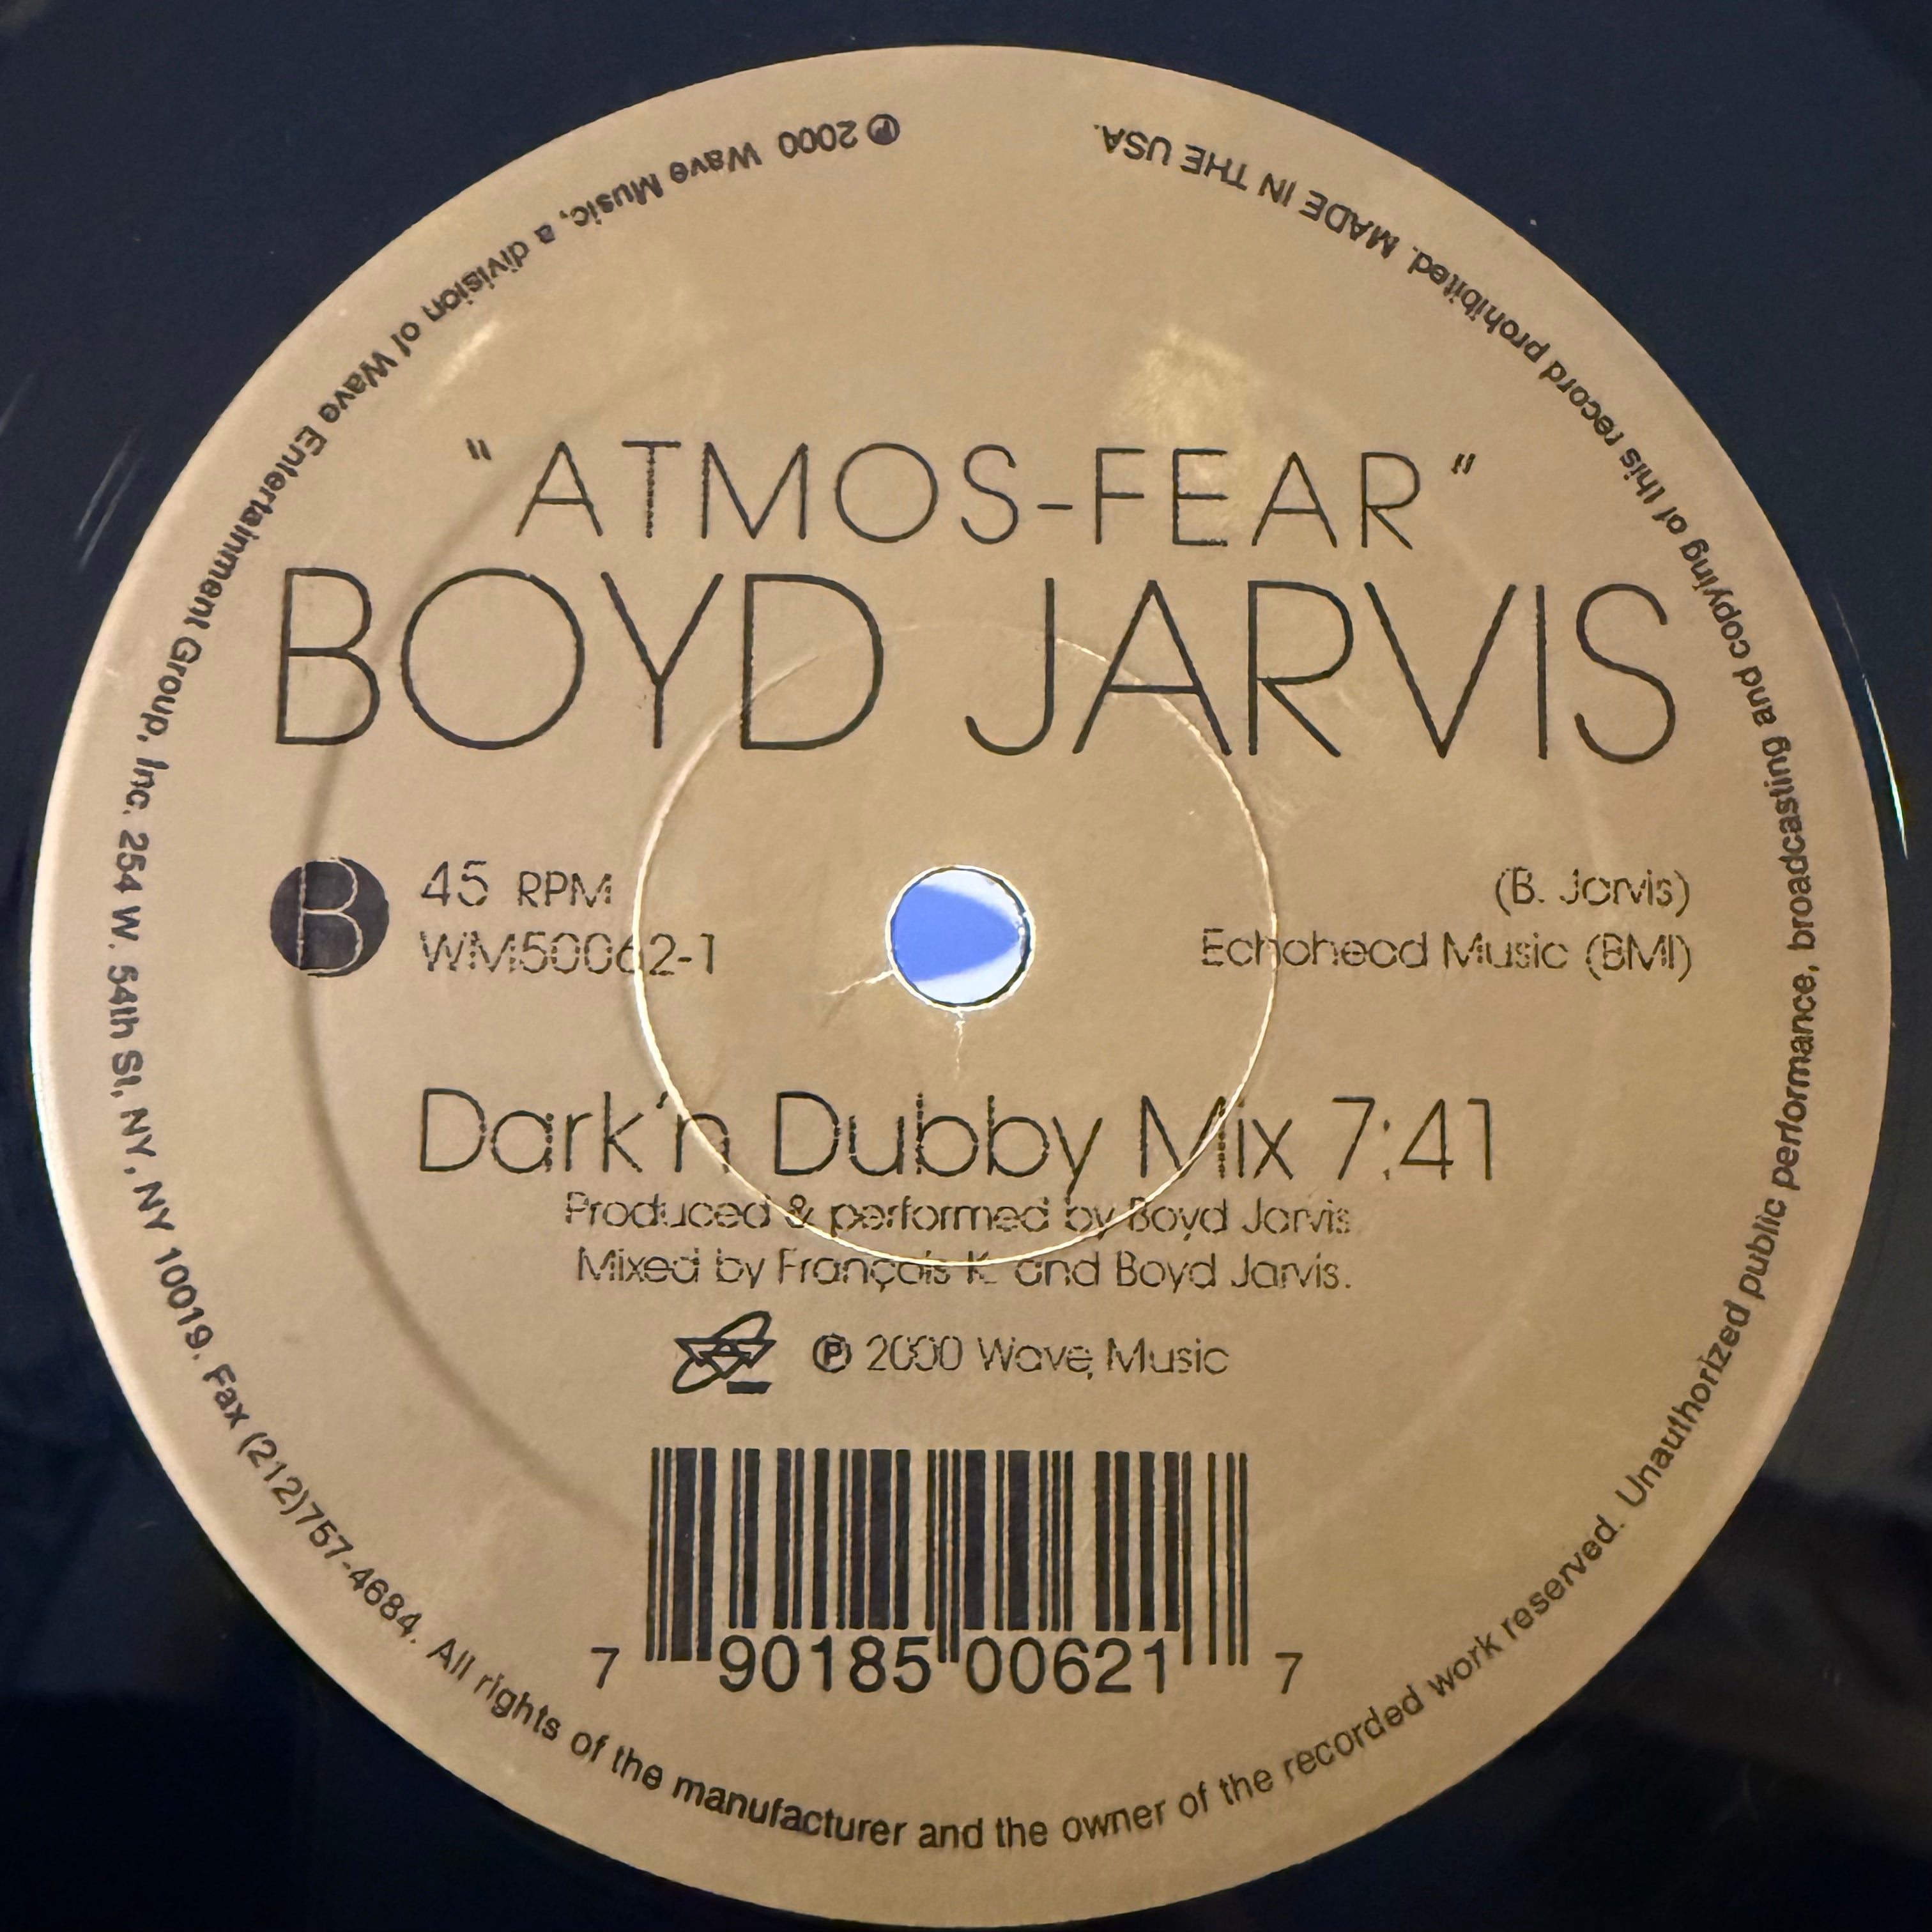 "ATMOS-FEAR"
BOYD JARVIS
B
45 RPM
WM50062-1
(B. Jarvis)
Echohead Music (BMI)
Dark'n Dubby Mix 7:41
Produced & performed by Boyd Jarvis.
Mixed by François K. and Boyd Jarvis.
℗ 2000 Wave Music
7 90185 00621 7
℗ 2000 Wave Music, a division of Wave Entertainment Group, Inc. 254 W. 54th St, NY, NY 10019. Fax (212)757-4684. All rights of the manufacturer and the owner of the recorded work reserved. Unauthorized public performance, broadcasting and copying of this record prohibited. MADE IN THE USA.